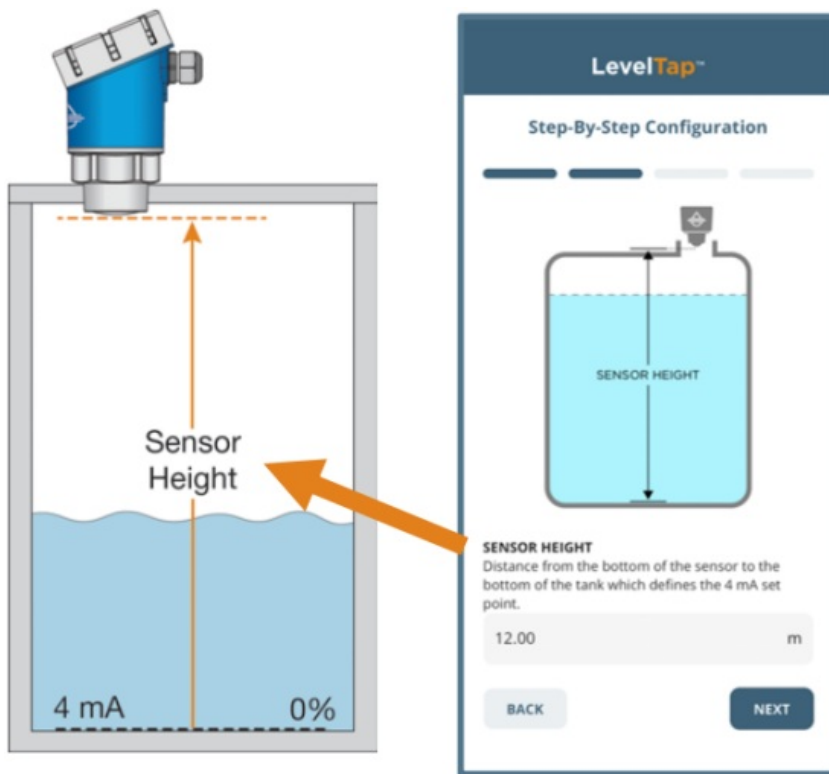 Sensor
Height
4 mA
0%
LevelTap™
Step-By-Step Configuration
SENSOR HEIGHT
SENSOR HEIGHT
Distance from the bottom of the sensor to the
bottom of the tank which defines the 4 mA set
point.
12.00 m
BACK
NEXT